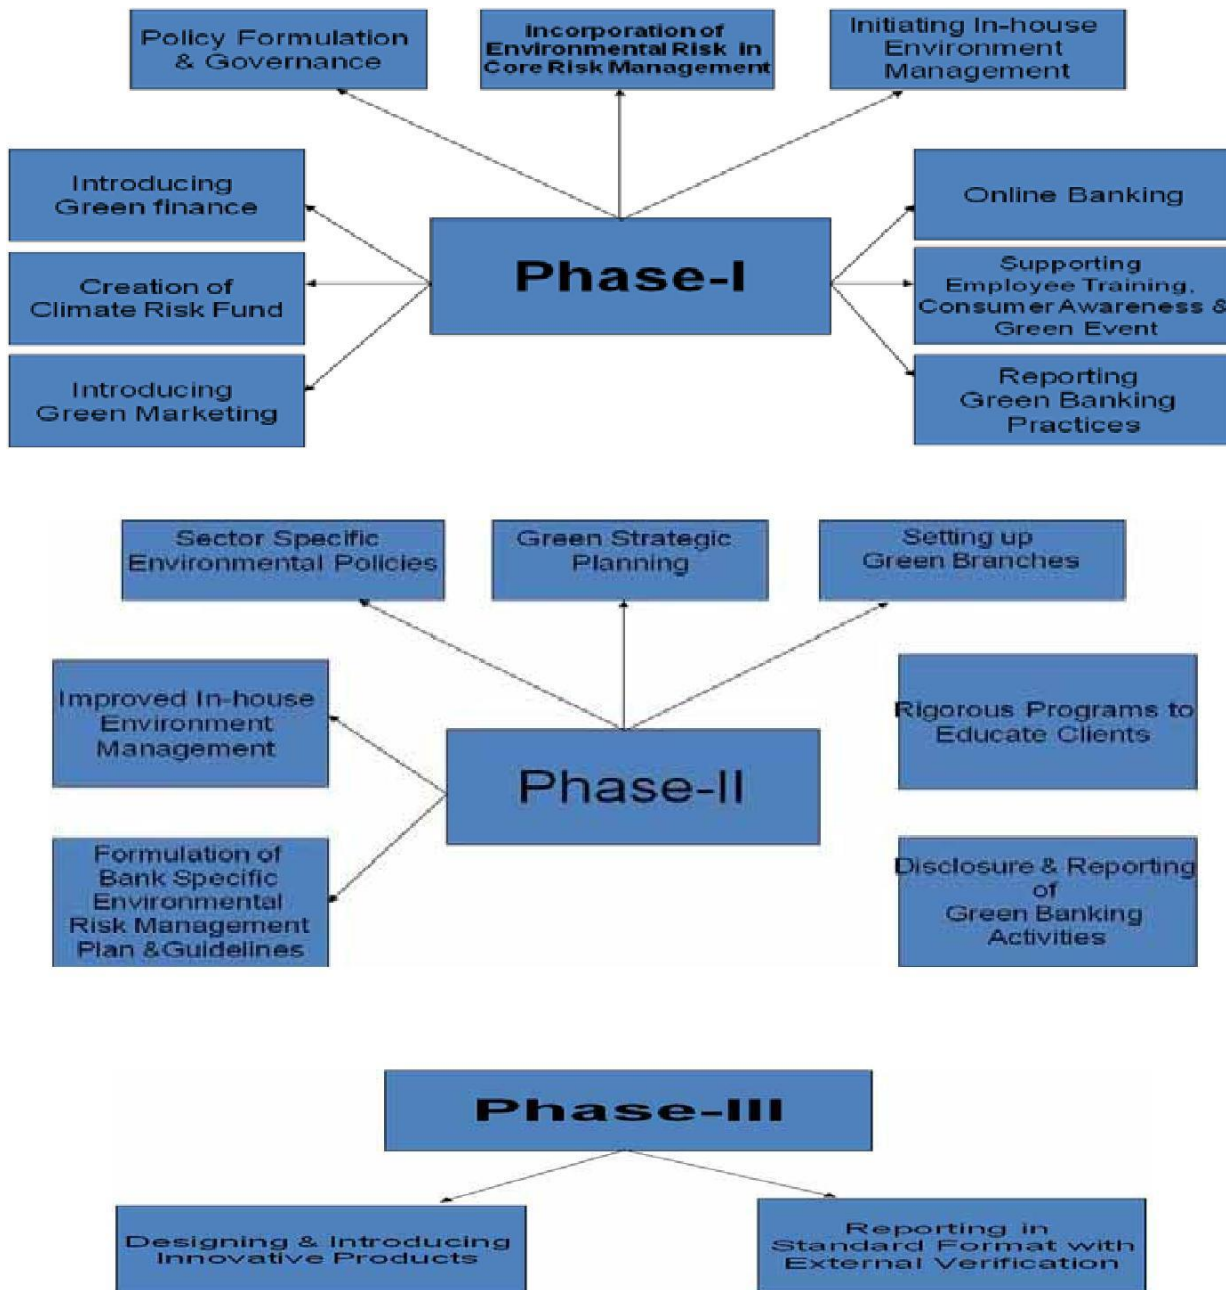 Policy Formulation
& Governance
Incorporation of
Environmental Risk in
Core Risk Management
Initiating In-house
Environment
Management
Introducing
Green finance
Creation of
Climate Risk Fund
Introducing
Green Marketing
Phase-I
Online Banking
Supporting
Employee Training,
Consumer Awareness &
Green Event
Reporting
Green Banking
Practices
Sector Specific
Environmental Policies
Green Strategic
Planning
Setting up
Green Branches
Improved In-house
Environment
Management
Formulation of
Bank Specific
Environmental
Risk Management
Plan &Guidelines
Phase-II
Rigorous Programs to
Educate Clients
Disclosure & Reporting
of
Green Banking
Activities
Phase-III
Designing & Introducing
Innovative Products
Reporting in
Standard Format with
External Verification